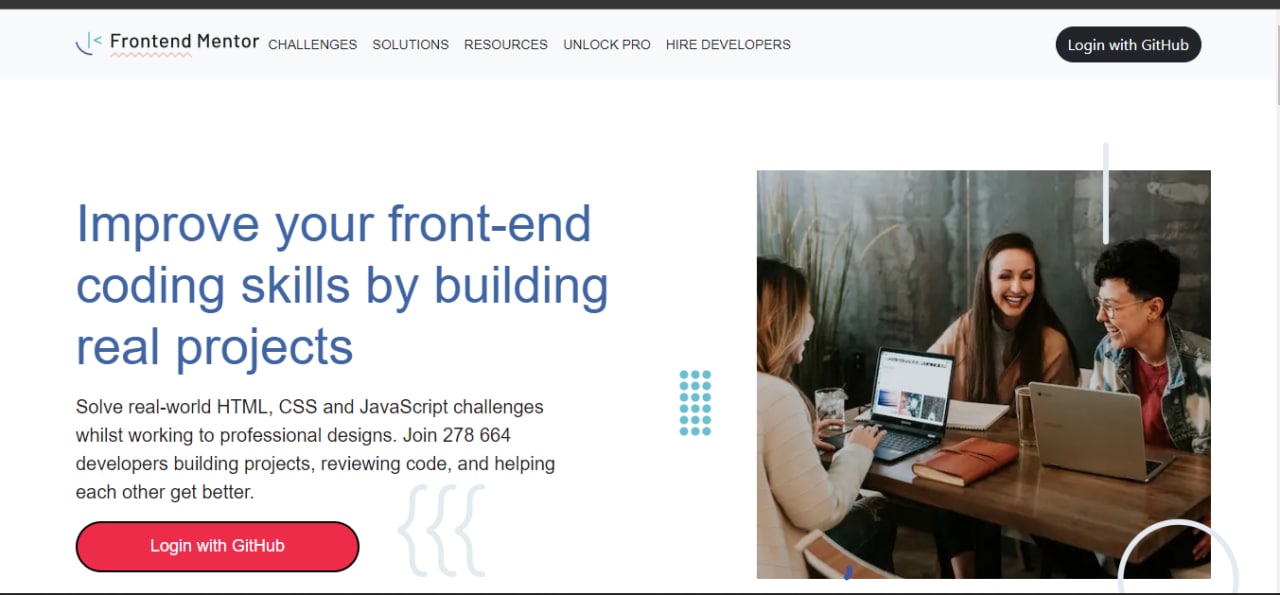 Frontend Mentor CHALLENGES SOLUTIONS RESOURCES UNLOCK PRO HIRE DEVELOPERS Login with GitHub
Improve your front-end
coding skills by building
real projects
Solve real-world HTML, CSS and JavaScript challenges
whilst working to professional designs. Join 278 664
developers building projects, reviewing code, and helping
each other get better.
Login with GitHub